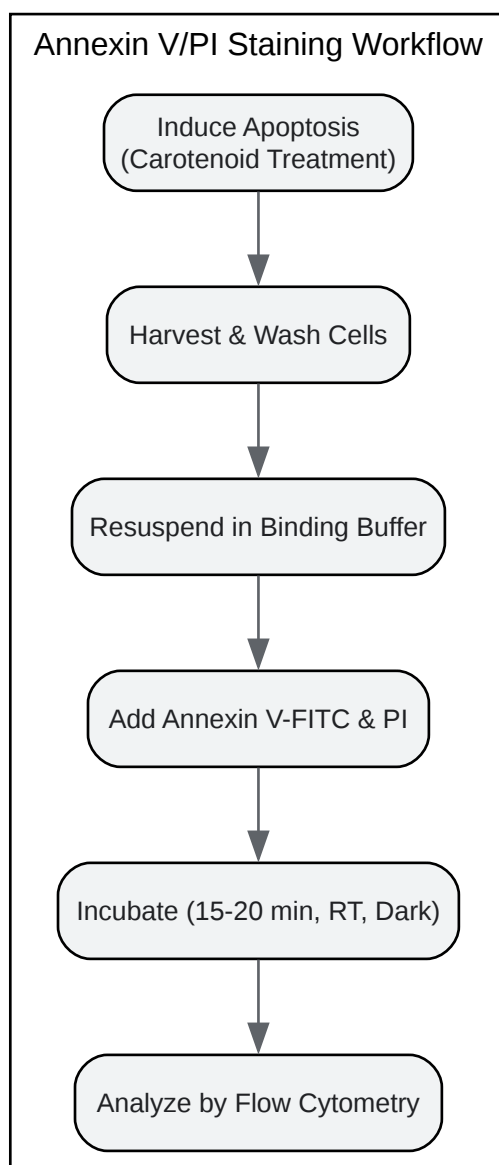 Annexin V/PI Staining Workflow
Induce Apoptosis
(Carotenoid Treatment)
Harvest & Wash Cells
Resuspend in Binding Buffer
Add Annexin V-FITC & PI
Incubate (15-20 min, RT, Dark)
Analyze by Flow Cytometry